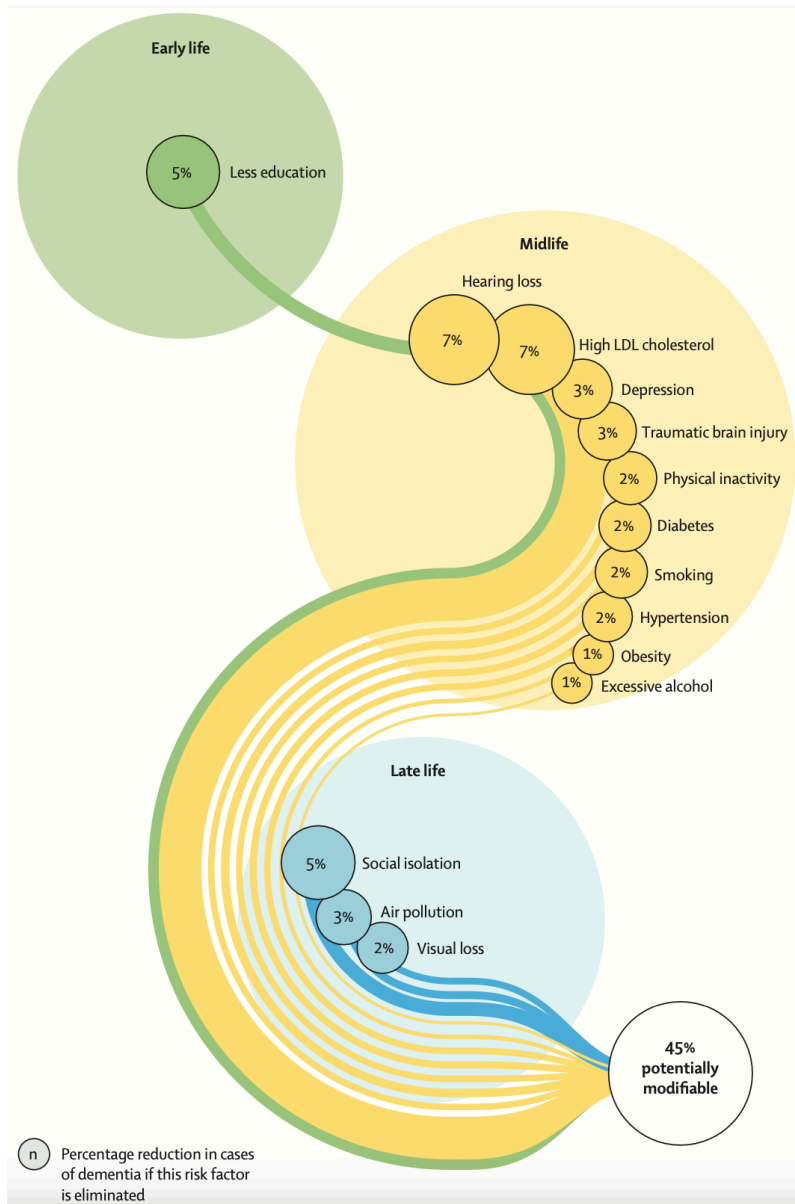 Early life
5%
Less education
Midlife
Hearing loss
7%
7%
High LDL cholesterol
3%
Depression
3%
Traumatic brain injury
2%
Physical inactivity
2%
Diabetes
2%
Smoking
2%
Hypertension
1%
Obesity
1%
Excessive alcohol
Late life
5%
Social isolation
3%
Air pollution
2%
Visual loss
45%
potentially
modifiable
n
Percentage reduction in cases
of dementia if this risk factor
is eliminated